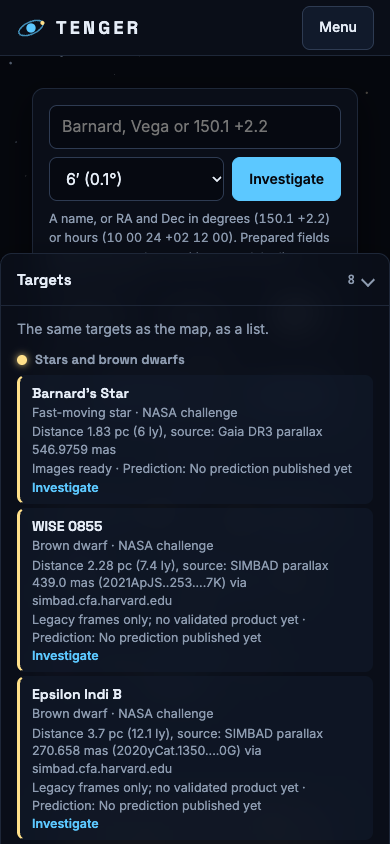 TENGER
Menu
Barnard, Vega or 150.1 +2.2
6′ (0.1°)
Investigate
A name, or RA and Dec in degrees (150.1 +2.2)
or hours (10 00 24 +02 12 00). Prepared fields
Targets
8
The same targets as the map, as a list.
Stars and brown dwarfs
Barnard's Star
Fast-moving star · NASA challenge
Distance 1.83 pc (6 ly), source: Gaia DR3 parallax
546.9759 mas
Images ready · Prediction: No prediction published yet
Investigate
WISE 0855
Brown dwarf · NASA challenge
Distance 2.28 pc (7.4 ly), source: SIMBAD parallax
439.0 mas (2021ApJS..253....7K) via
simbad.cfa.harvard.edu
Legacy frames only; no validated product yet ·
Prediction: No prediction published yet
Investigate
Epsilon Indi B
Brown dwarf · NASA challenge
Distance 3.7 pc (12.1 ly), source: SIMBAD parallax
270.658 mas (2020yCat.1350....0G) via
simbad.cfa.harvard.edu
Legacy frames only; no validated product yet ·
Prediction: No prediction published yet
Investigate